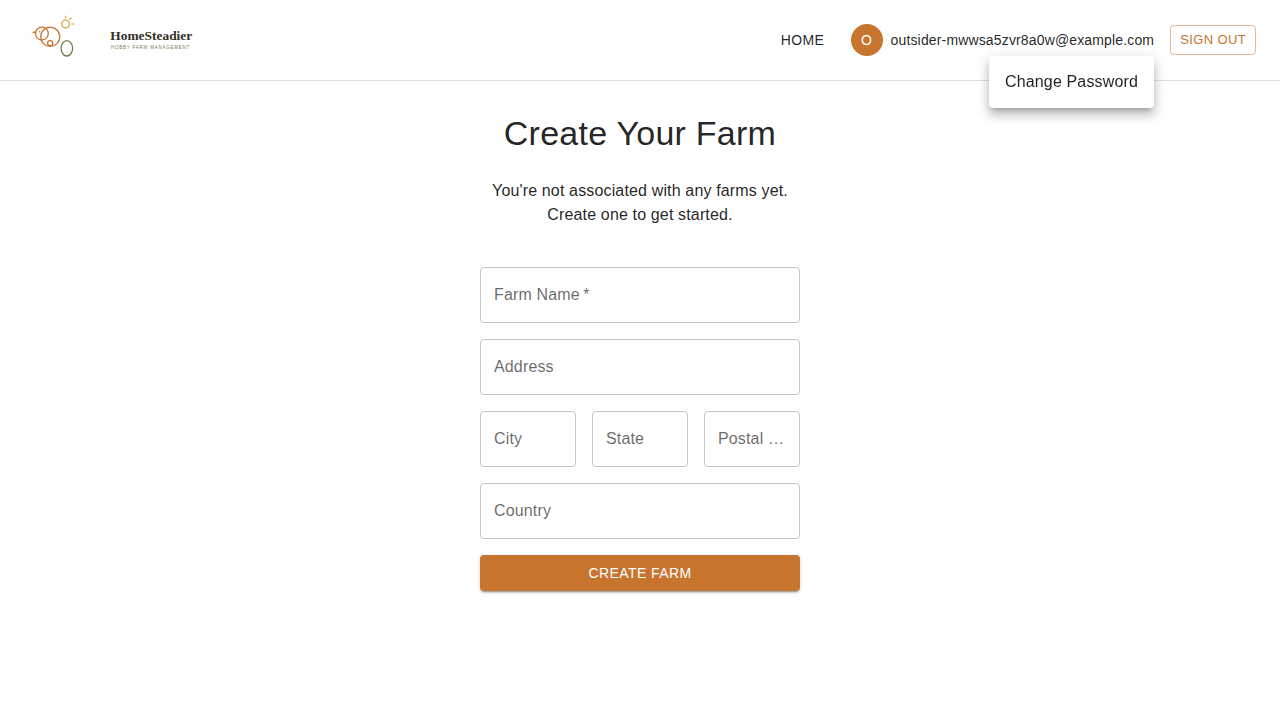 HomeSteadier
HOBBY FARM MANAGEMENT
HOME
O
outsider-mwwsa5zvr8a0w@example.com
SIGN OUT
Change Password
Create Your Farm
You're not associated with any farms yet.
Create one to get started.
Farm Name *
Address
City
State
Postal …
Country
CREATE FARM